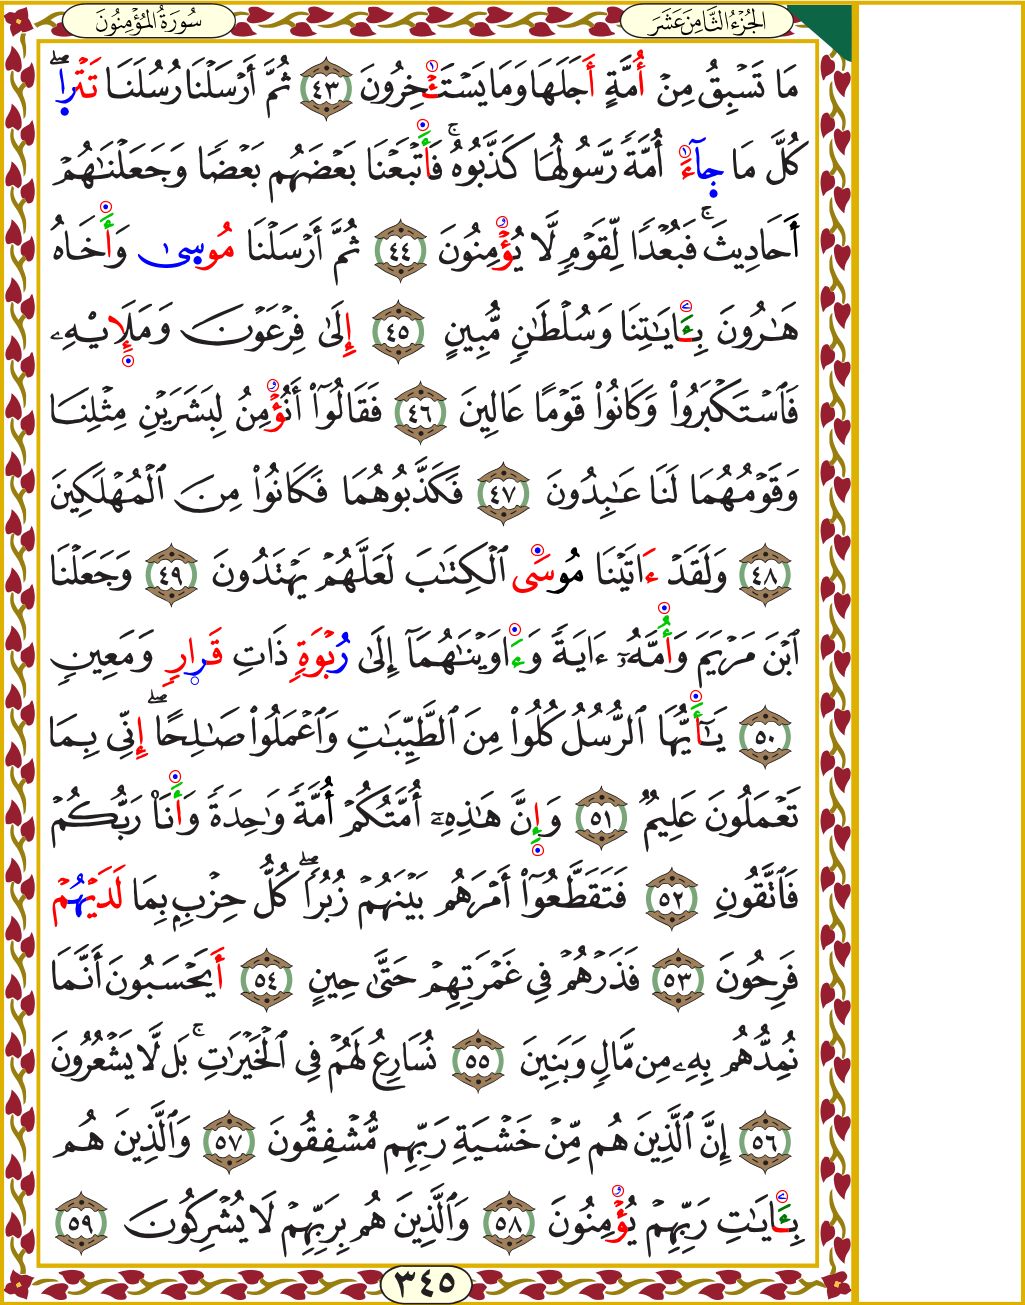 الجُزْءُ الثَّامِنَ عَشَرَ
سُورَةُ المُؤْمِنُونَ
مَا تَسْبِقُ مِنْ أُمَّةٍ أَجَلَهَا وَمَا يَسْتَـْٔخِرُونَ ٤٣ ثُمَّ أَرْسَلْنَا رُسُلَنَا تَتْرَاۖ
كُلَّ مَا جَآءَ أُمَّةٗ رَّسُولُهَا كَذَّبُوهُۚ فَأَتْبَعْنَا بَعْضَهُم بَعْضٗا وَجَعَلْنَٰهُمْ
أَحَادِيثَۚ فَبُعْدٗا لِّقَوْمٖ لَّا يُؤْمِنُونَ ٤٤ ثُمَّ أَرْسَلْنَا مُوسَىٰ وَأَخَاهُ
هَٰرُونَ بِـَٔايَٰتِنَا وَسُلْطَٰنٖ مُّبِينٍ ٤٥ إِلَىٰ فِرْعَوْنَ وَمَلَإِيْهِۦ
فَٱسْتَكْبَرُواْ وَكَانُواْ قَوْمًا عَالِينَ ٤٦ فَقَالُوٓاْ أَنُؤْمِنُ لِبَشَرَيْنِ مِثْلِنَا
وَقَوْمُهُمَا لَنَا عَٰبِدُونَ ٤٧ فَكَذَّبُوهُمَا فَكَانُواْ مِنَ ٱلْمُهْلَكِينَ
٤٨ وَلَقَدْ ءَاتَيْنَا مُوسَى ٱلْكِتَٰبَ لَعَلَّهُمْ يَهْتَدُونَ ٤٩ وَجَعَلْنَا
ٱبْنَ مَرْيَمَ وَأُمَّهُۥٓ ءَايَةٗ وَءَاوَيْنَٰهُمَآ إِلَىٰ رُبْوَةٖ ذَاتِ قَرَارٖ وَمَعِينٖ
٥٠ يَٰٓأَيُّهَا ٱلرُّسُلُ كُلُواْ مِنَ ٱلطَّيِّبَٰتِ وَٱعْمَلُواْ صَٰلِحًاۖ إِنِّي بِمَا
تَعْمَلُونَ عَلِيمٞ ٥١ وَإِنَّ هَٰذِهِۦٓ أُمَّتُكُمْ أُمَّةٗ وَٰحِدَةٗ وَأَنَا۠ رَبُّكُمْ
فَٱتَّقُونِ ٥٢ فَتَقَطَّعُوٓاْ أَمْرَهُم بَيْنَهُمْ زُبُرٗاۖ كُلُّ حِزْبِۭ بِمَا لَدَيْهُمْ
فَرِحُونَ ٥٣ فَذَرْهُمْ فِي غَمْرَتِهِمْ حَتَّىٰ حِينٍ ٥٤ أَيَحْسَبُونَ أَنَّمَا
نُمِدُّهُم بِهِۦ مِن مَّالٖ وَبَنِينَ ٥٥ نُسَارِعُ لَهُمْ فِي ٱلْخَيْرَٰتِۚ بَل لَّا يَشْعُرُونَ
٥٦ إِنَّ ٱلَّذِينَ هُم مِّنْ خَشْيَةِ رَبِّهِم مُّشْفِقُونَ ٥٧ وَٱلَّذِينَ هُم
بِـَٔايَٰتِ رَبِّهِمْ يُؤْمِنُونَ ٥٨ وَٱلَّذِينَ هُم بِرَبِّهِمْ لَا يُشْرِكُونَ ٥٩
٣٤٥